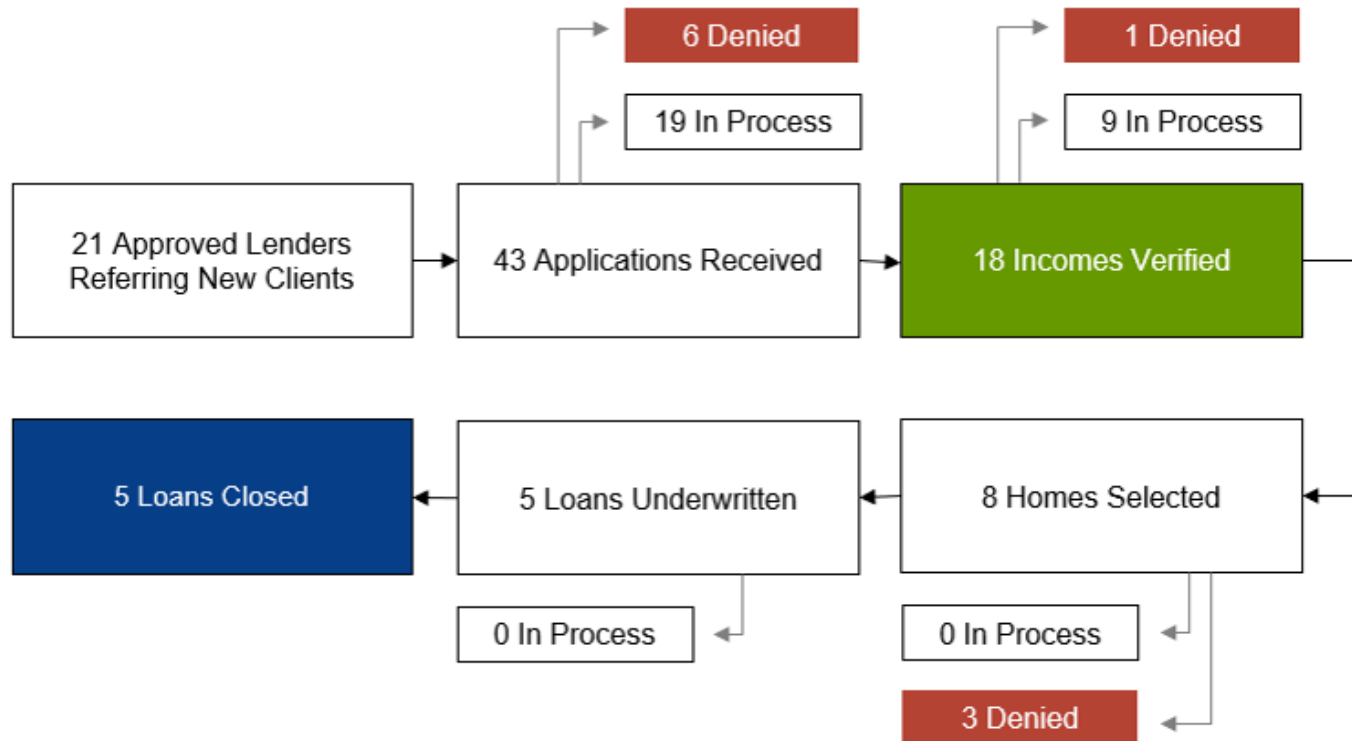 6 Denied
1 Denied
19 In Process
9 In Process
21 Approved Lenders
Referring New Clients
43 Applications Received
18 Incomes Verified
5 Loans Closed
5 Loans Underwritten
8 Homes Selected
0 In Process
0 In Process
3 Denied